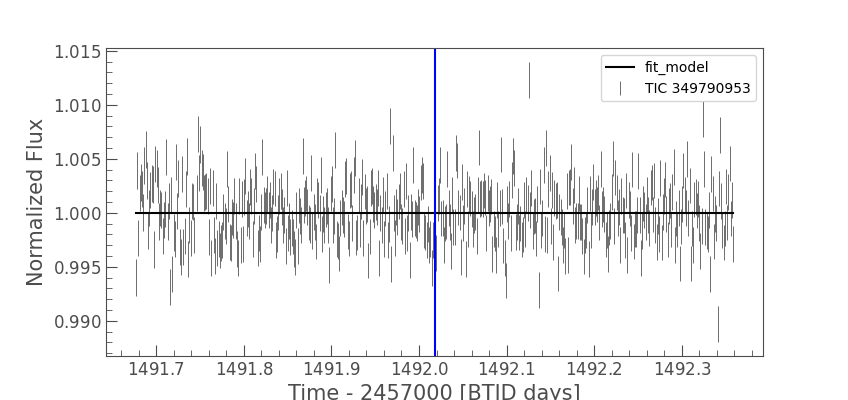 1.015
1.010
1.005
1.000
0.995
0.990
Normalized Flux
fit_model
TIC 349790953
1491.7 1491.8 1491.9 1492.0 1492.1 1492.2 1492.3
Time - 2457000 [BTJD days]